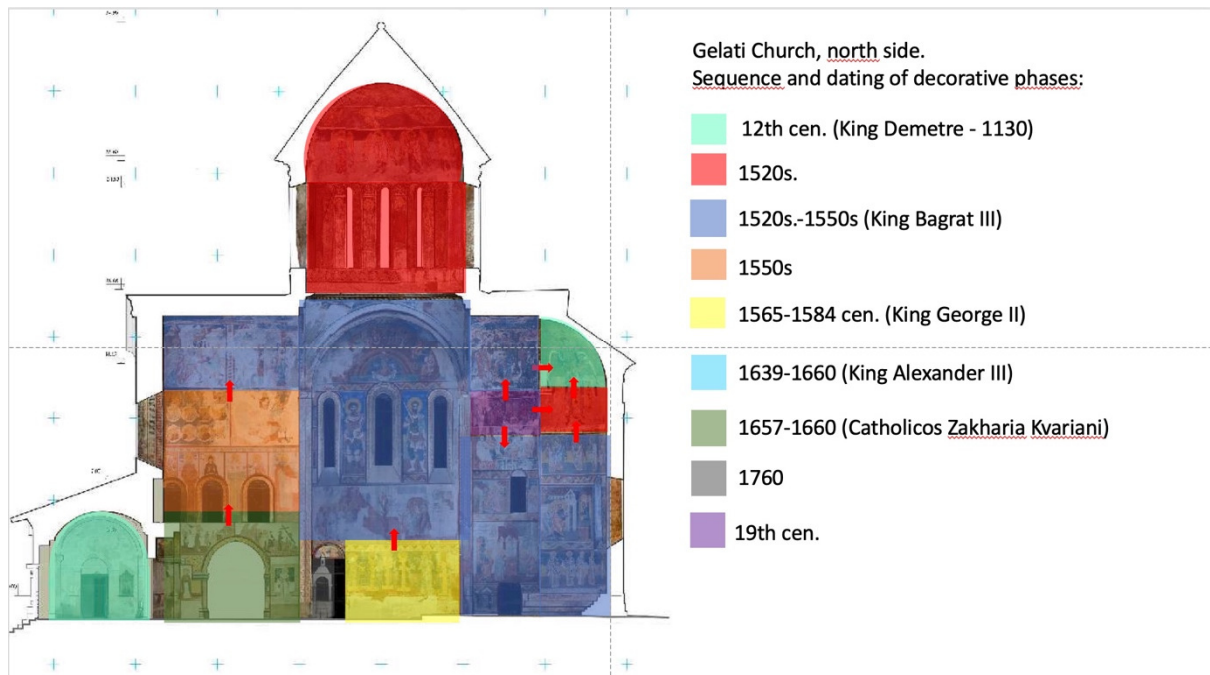 Gelati Church, north side.
Sequence and dating of decorative phases:
12th cen. (King Demetre - 1130)
1520s.
1520s.-1550s (King Bagrat III)
1550s
1565-1584 cen. (King George II)
1639-1660 (King Alexander III)
1657-1660 (Catholicos Zakharia Kvariani)
1760
19th cen.